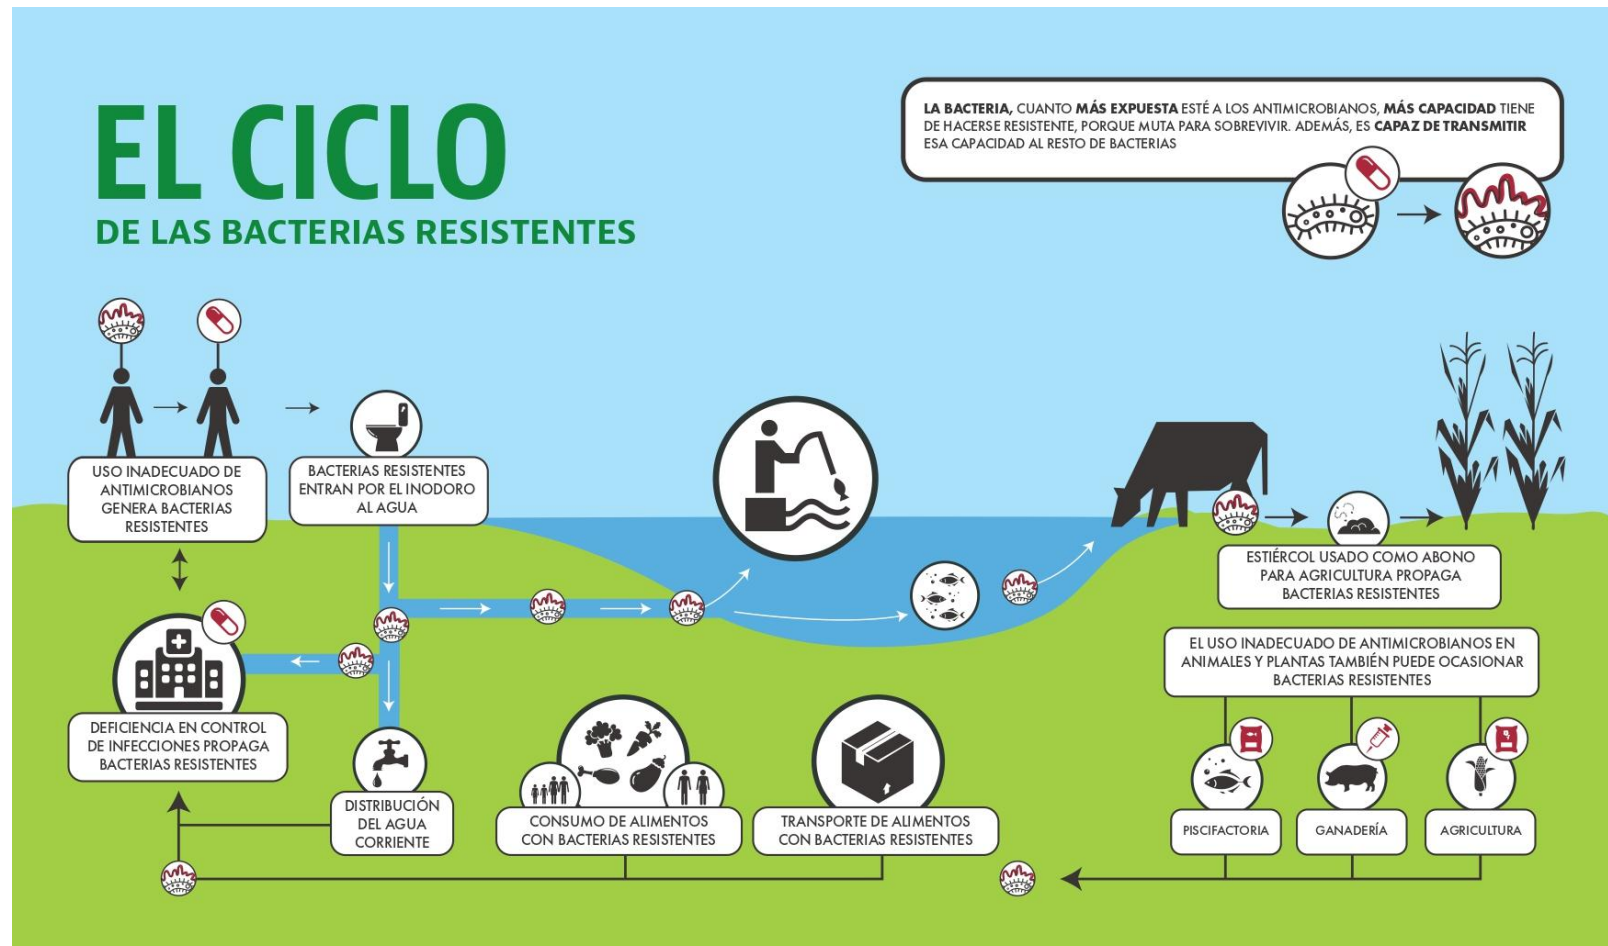 EL CICLO
DE LAS BACTERIAS RESISTENTES
LA BACTERIA, CUANTO MÁS EXPUESTA ESTÉ A LOS ANTIMICROBIANOS, MÁS CAPACIDAD TIENE
DE HACERSE RESISTENTE, PORQUE MUTA PARA SOBREVIVIR. ADEMÁS, ES CAPAZ DE TRANSMITIR
ESA CAPACIDAD AL RESTO DE BACTERIAS
USO INADECUADO DE
ANTIMICROBIANOS
GENERA BACTERIAS
RESISTENTES
BACTERIAS RESISTENTES
ENTRAN POR EL INODORO
AL AGUA
ESTIÉRCOL USADO COMO ABONO
PARA AGRICULTURA PROPAGA
BACTERIAS RESISTENTES
EL USO INADECUADO DE ANTIMICROBIANOS EN
ANIMALES Y PLANTAS TAMBIÉN PUEDE OCASIONAR
BACTERIAS RESISTENTES
DEFICIENCIA EN CONTROL
DE INFECCIONES PROPAGA
BACTERIAS RESISTENTES
DISTRIBUCIÓN
DEL AGUA
CORRIENTE
CONSUMO DE ALIMENTOS
CON BACTERIAS RESISTENTES
TRANSPORTE DE ALIMENTOS
CON BACTERIAS RESISTENTES
PISCIFACTORIA
GANADERÍA
AGRICULTURA